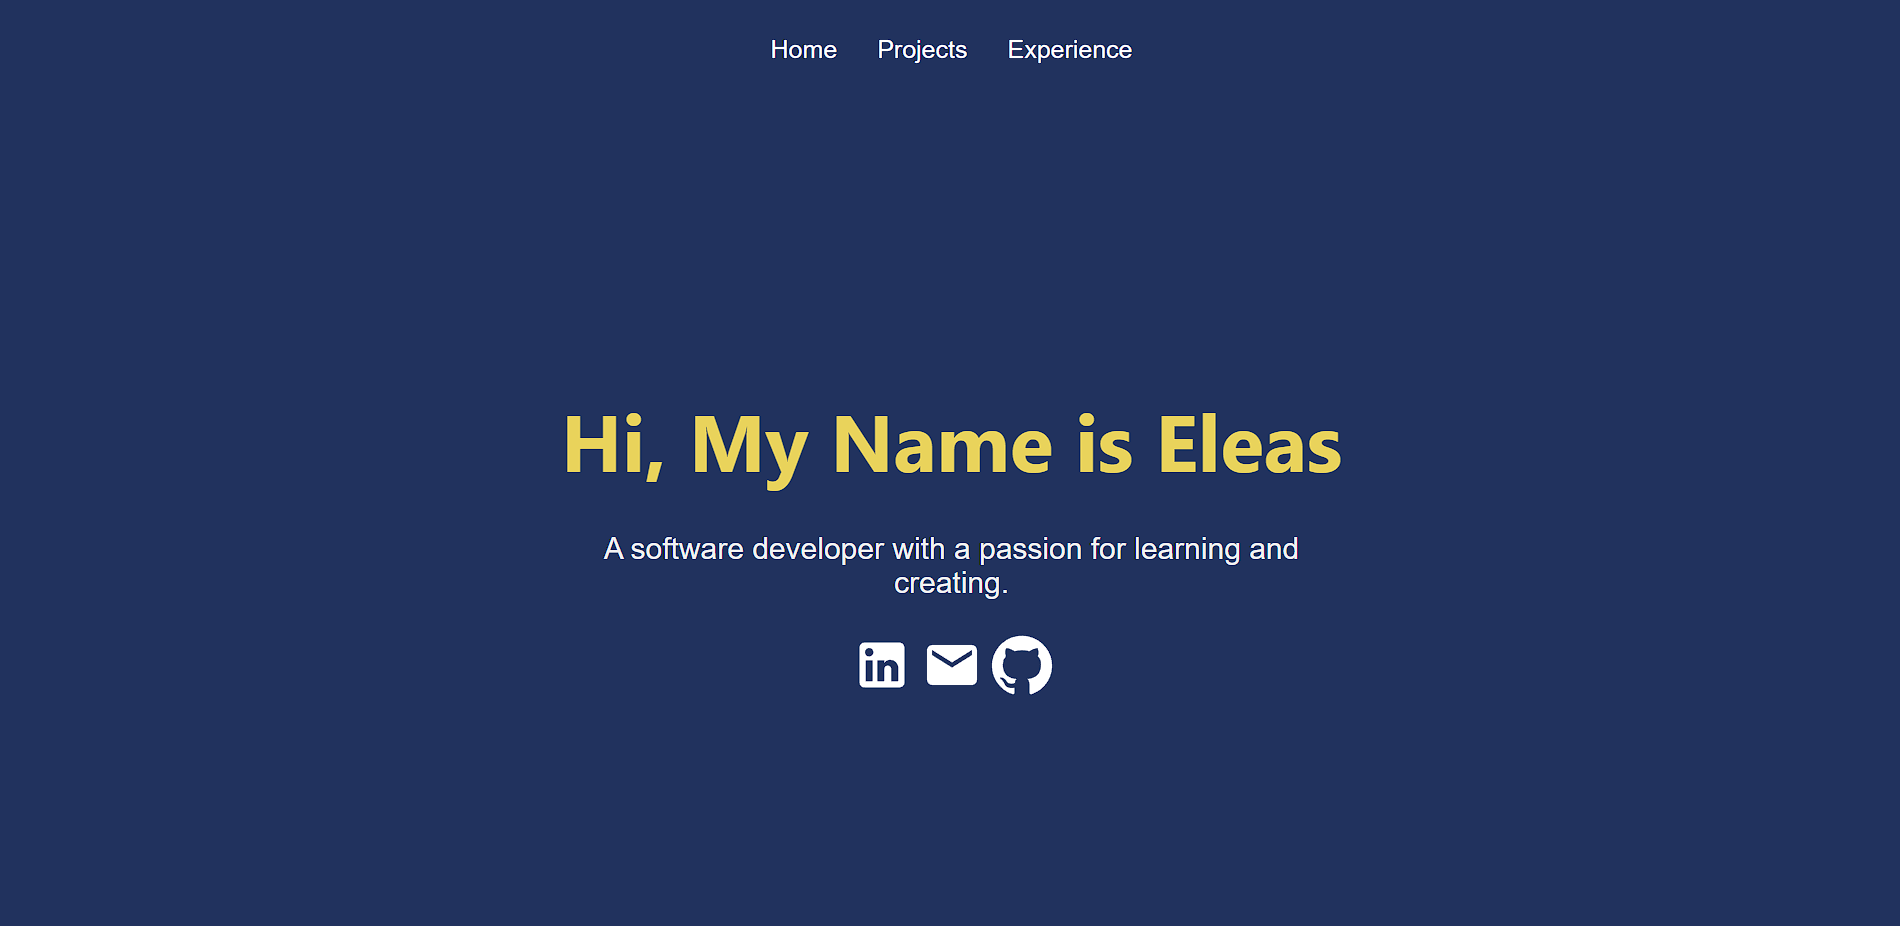 Home Projects Experience
Hi, My Name is Eleas
A software developer with a passion for learning and
creating.
in